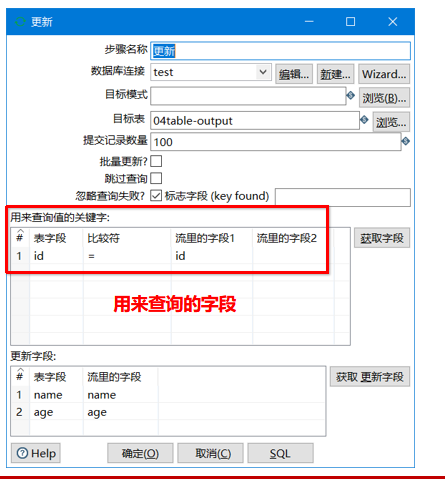 更新
步骤名称 更新
数据库连接 test 编辑... 新建... Wizard...
目标模式 浏览(B)...
目标表 04table-output 浏览...
提交记录数量 100
批量更新?
跳过查询
忽略查询失败? 标志字段 (key found)
用来查询值的关键字:
# 表字段 比较符 流里的字段1 流里的字段2 获取字段
1 id = id
用来查询的字段
更新字段:
# 表字段 流里的字段 获取 更新字段
1 name name
2 age age
Help 确定(O) 取消(C) SQL